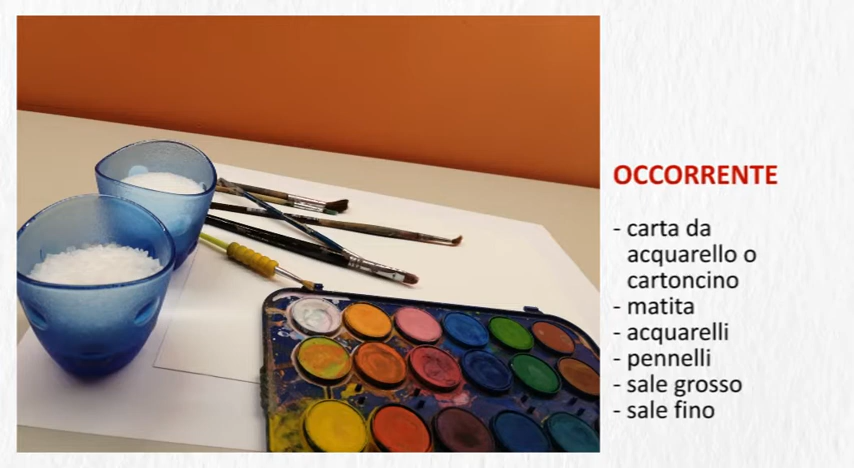 OCCORRENTE
- carta da
acquarello o
cartoncino
- matita
- acquarelli
- pennelli
- sale grosso
- sale fino